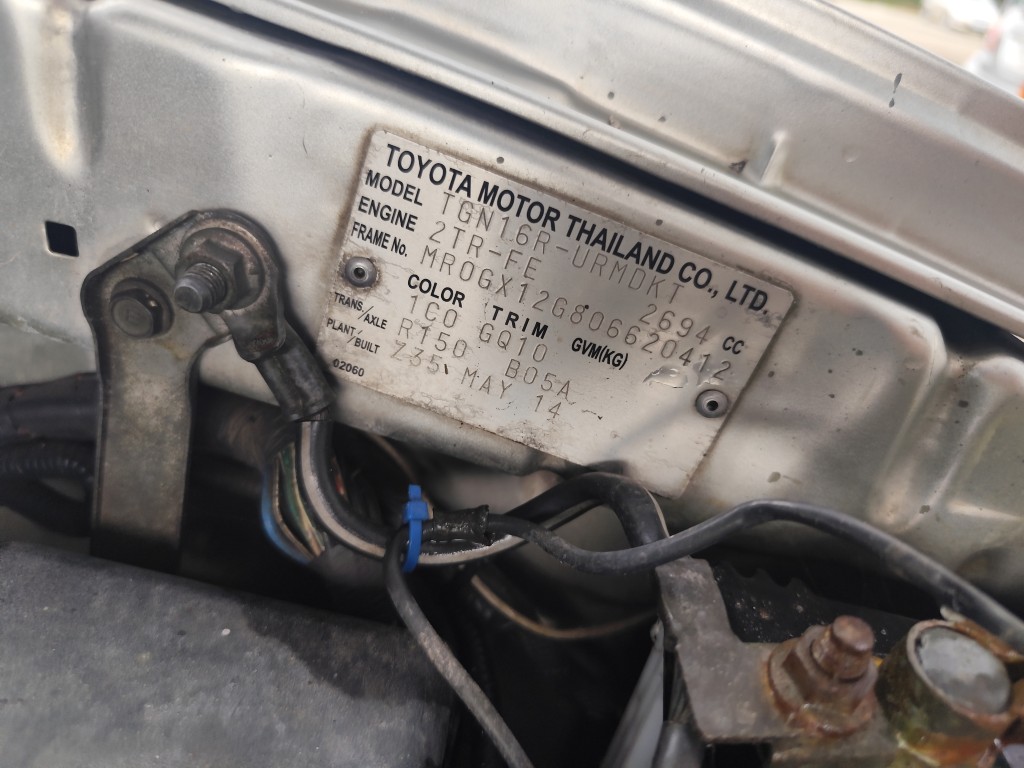 TOYOTA MOTOR THAILAND CO., LTD.
MODEL TGN16R-URMDKT
ENGINE 2TR-FE 2694 CC
FRAME No. MR0GX12G806620412
COLOR TRIM GVM(KG)
1C0 GQ10
TRANS/AXLE R150 B05A
PLANT/BUILT Z35 MAY 14
02060